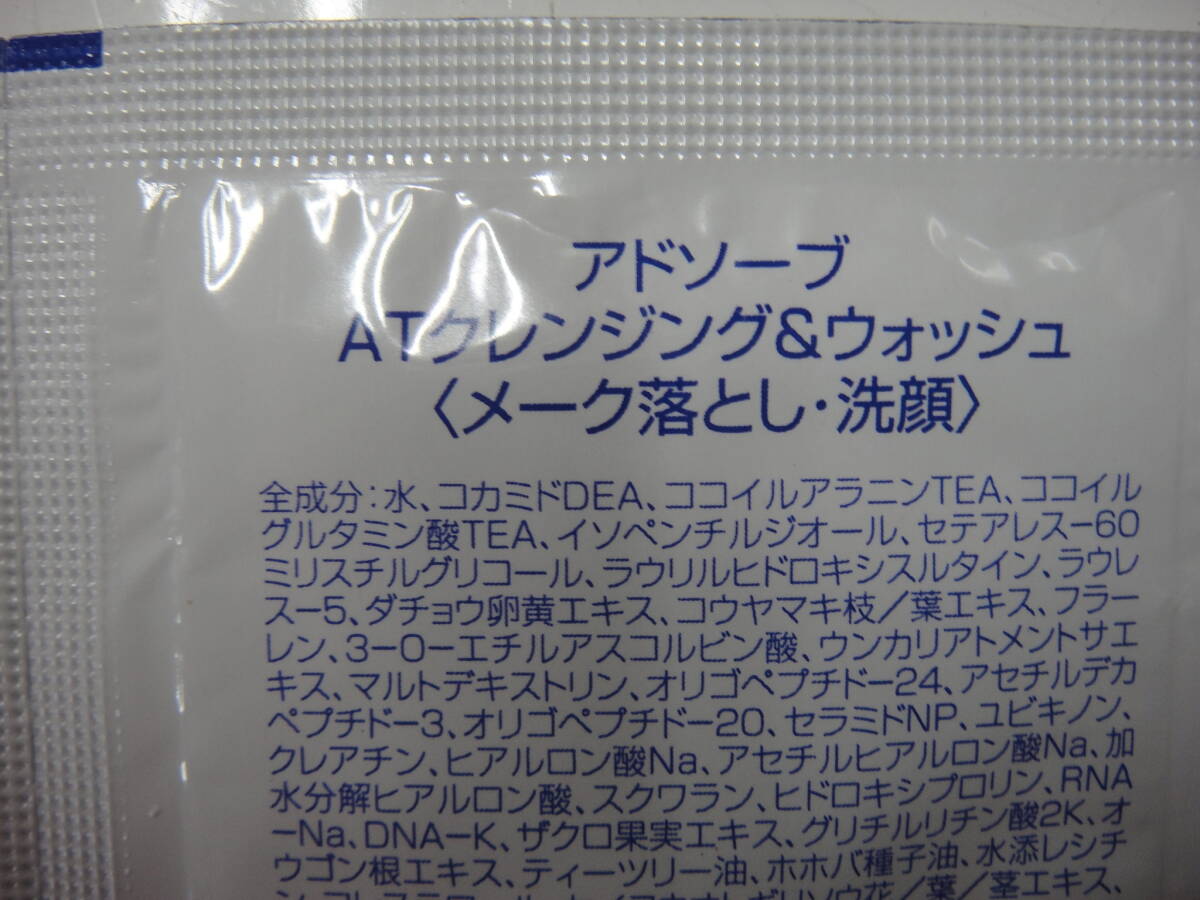 アドソーブ
ATクレンジング&ウォッシュ
〈メーク落とし・洗顔〉
全成分：水、コカミドDEA、ココイルアラニンTEA、ココイル
グルタミン酸TEA、イソペンチルジオール、セテアレス-60
ミリスチルグリコール、ラウリルヒドロキシスルタイン、ラウレ
ス-5、ダチョウ卵黄エキス、コウヤマキ枝／葉エキス、フラー
レン、3-O-エチルアスコルビン酸、ウンカリアトメントサエ
キス、マルトデキストリン、オリゴペプチド-24、アセチルデカ
ペプチド-3、オリゴペプチド-20、セラミドNP、ユビキノン、
クレアチン、ヒアルロン酸Na、アセチルヒアルロン酸Na、加
水分解ヒアルロン酸、スクワラン、ヒドロキシプロリン、RNA
-Na、DNA-K、ザクロ果実エキス、グリチルリチン酸2K、オ
ウゴン根エキス、ティーツリー油、ホホバ種子油、水添レシチ